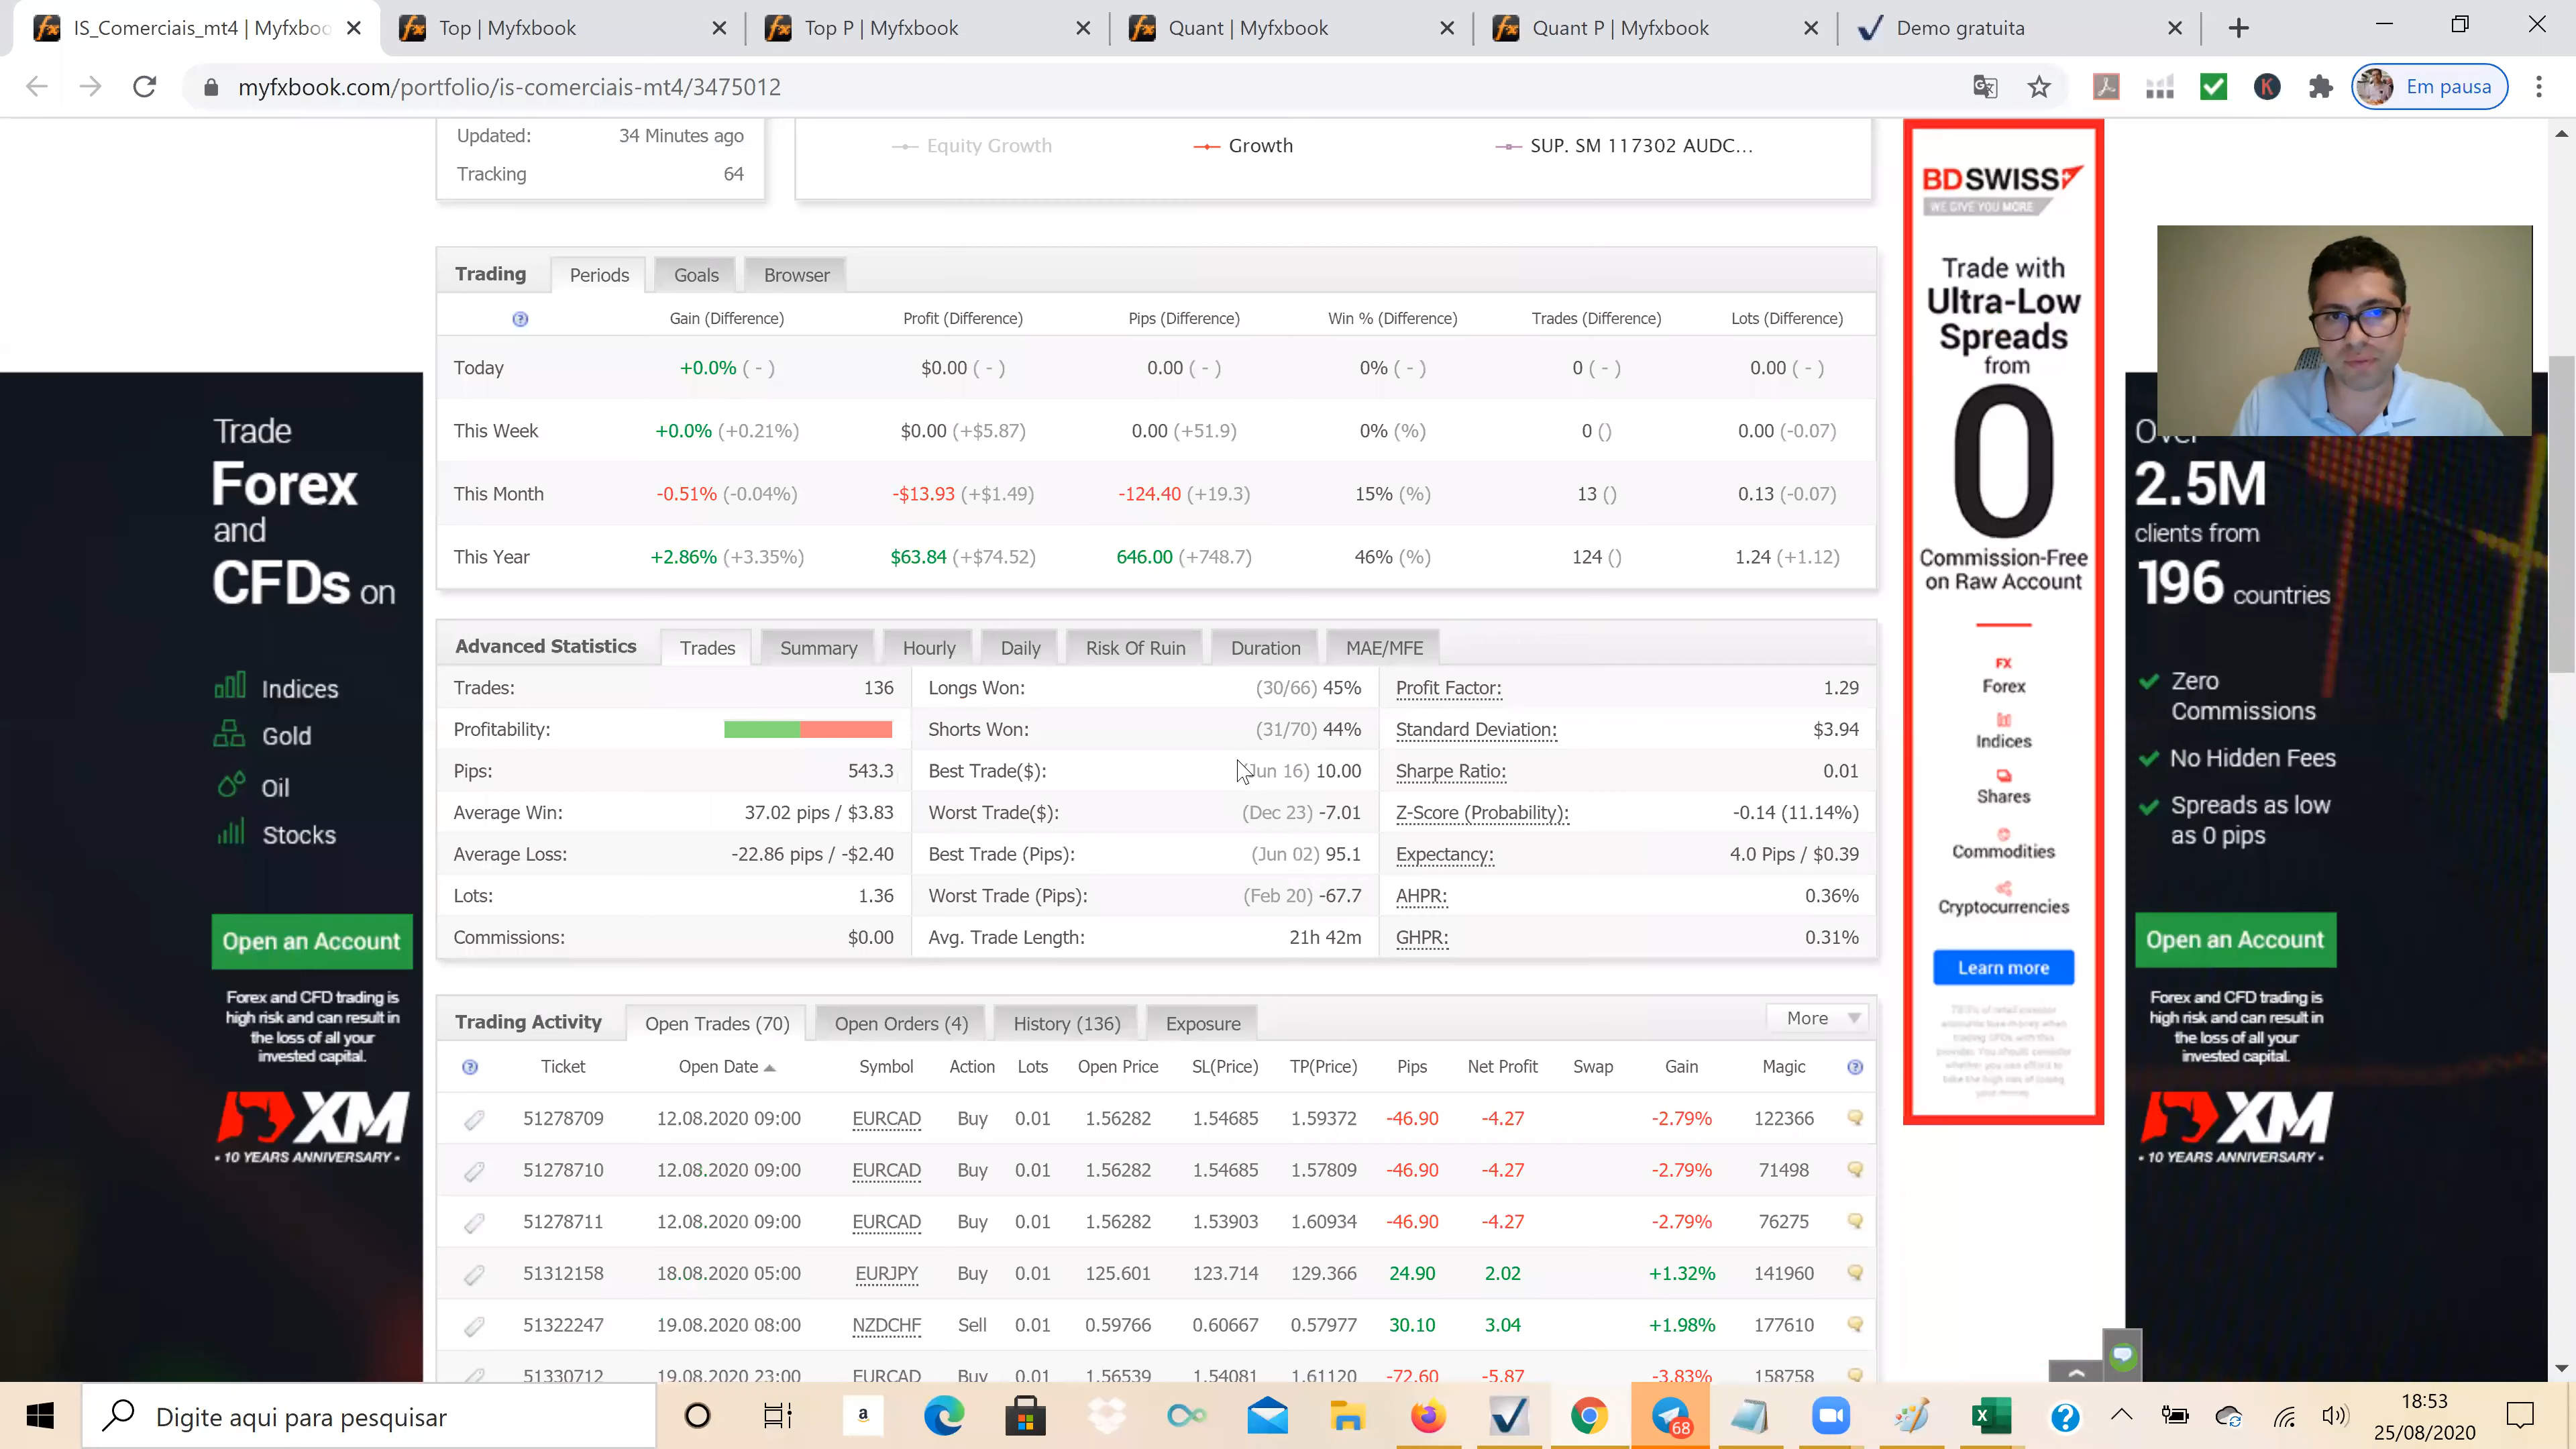 IS_Comerciais_mt4 | Myfxboo
Top | Myfxbook
Top P | Myfxbook
Quant | Myfxbook
Quant P | Myfxbook
Demo gratuita
myfxbook.com/portfolio/is-comerciais-mt4/3475012
Em pausa
Updated: 34 Minutes ago
Tracking 64
Equity Growth
Growth
SUP. SM 117302 AUDC...
Trading Periods Goals Browser
Gain (Difference) Profit (Difference) Pips (Difference) Win % (Difference) Trades (Difference) Lots (Difference)
Today +0.0% ( - ) $0.00 ( - ) 0.00 ( - ) 0% ( - ) 0 ( - ) 0.00 ( - )
This Week +0.0% (+0.21%) $0.00 (+$5.87) 0.00 (+51.9) 0% (%) 0 () 0.00 (-0.07)
This Month -0.51% (-0.04%) -$13.93 (+$1.49) -124.40 (+19.3) 15% (%) 13 () 0.13 (-0.07)
This Year +2.86% (+3.35%) $63.84 (+$74.52) 646.00 (+748.7) 46% (%) 124 () 1.24 (+1.12)
Advanced Statistics Trades Summary Hourly Daily Risk Of Ruin Duration MAE/MFE
Trades: 136 Longs Won: (30/66) 45% Profit Factor: 1.29
Profitability: Shorts Won: (31/70) 44% Standard Deviation: $3.94
Pips: 543.3 Best Trade($): Jun 16) 10.00 Sharpe Ratio: 0.01
Average Win: 37.02 pips / $3.83 Worst Trade($): (Dec 23) -7.01 Z-Score (Probability): -0.14 (11.14%)
Average Loss: -22.86 pips / -$2.40 Best Trade (Pips): (Jun 02) 95.1 Expectancy: 4.0 Pips / $0.39
Lots: 1.36 Worst Trade (Pips): (Feb 20) -67.7 AHPR: 0.36%
Commissions: $0.00 Avg. Trade Length: 21h 42m GHPR: 0.31%
Trading Activity Open Trades (70) Open Orders (4) History (136) Exposure More
Ticket Open Date Symbol Action Lots Open Price SL(Price) TP(Price) Pips Net Profit Swap Gain Magic
51278709 12.08.2020 09:00 EURCAD Buy 0.01 1.56282 1.54685 1.59372 -46.90 -4.27 -2.79% 122366
51278710 12.08.2020 09:00 EURCAD Buy 0.01 1.56282 1.54685 1.57809 -46.90 -4.27 -2.79% 71498
51278711 12.08.2020 09:00 EURCAD Buy 0.01 1.56282 1.53903 1.60934 -46.90 -4.27 -2.79% 76275
51312158 18.08.2020 05:00 EURJPY Buy 0.01 125.601 123.714 129.366 24.90 2.02 +1.32% 141960
51322247 19.08.2020 08:00 NZDCHF Sell 0.01 0.59766 0.60667 0.57977 30.10 3.04 +1.98% 177610
51330712 19.08.2020 23:00 EURCAD Buy 0.01 1.56539 1.54081 1.61120 -72.60 -5.87 -3.83% 158758
Trade
Forex
and
CFDs on
Indices
Gold
Oil
Stocks
Open an Account
Forex and CFD trading is
high risk and can result in
the loss of all your
invested capital.
XM
• 10 YEARS ANNIVERSARY •
BDSWISS
WE GIVE YOU MORE
Trade with
Ultra-Low
Spreads
from
0
Commission-Free
on Raw Account
FX
Forex
Indices
Shares
Commodities
Cryptocurrencies
Learn more
Over
2.5M
clients from
196 countries
Zero
Commissions
No Hidden Fees
Spreads as low
as 0 pips
Open an Account
Forex and CFD trading is
high risk and can result in
the loss of all your
invested capital.
XM
• 10 YEARS ANNIVERSARY •
Digite aqui para pesquisar
a
68
18:53
25/08/2020